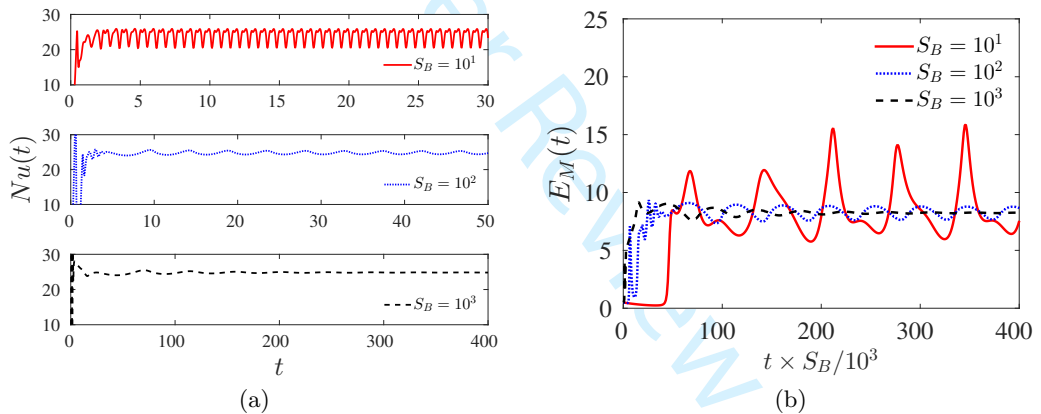 30
20
10
S_B = 10^1
0 5 10 15 20 25 30
30
20
10
S_B = 10^2
0 10 20 30 40 50
30
20
10
S_B = 10^3
0 100 200 300 400
Nu(t)
t
(a)
25
20
15
10
5
0
S_B = 10^1
S_B = 10^2
S_B = 10^3
E_M(t)
0 100 200 300 400
t × S_B/10^3
(b)
er Review